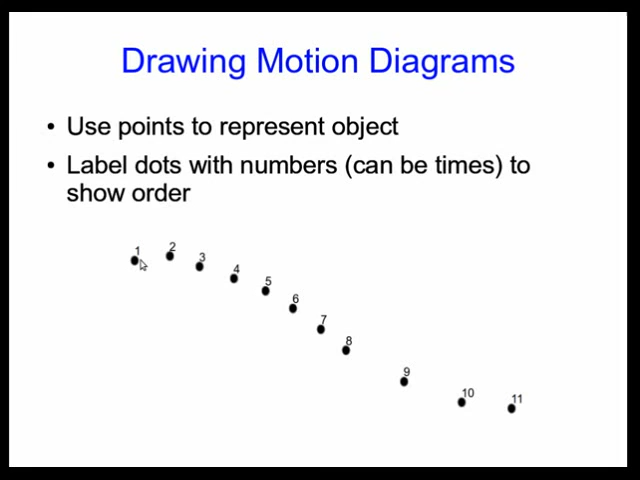 Drawing Motion Diagrams
• Use points to represent object
• Label dots with numbers (can be times) to
show order
1
2
3
4
5
6
7
8
9
10
11